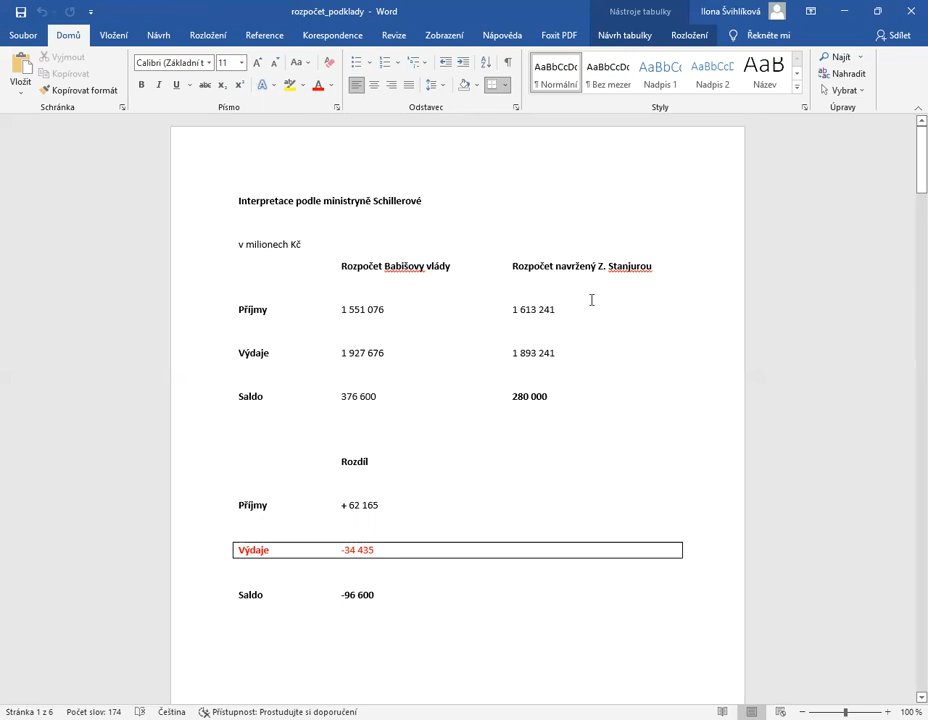 rozpočet_podklady - Word
Nástroje tabulky
Ilona Švihlíková
Soubor Domů Vložení Návrh Rozložení Reference Korespondence Revize Zobrazení Nápověda Foxit PDF Návrh tabulky Rozložení Řekněte mi Sdílet
Vložit
Vyjmout
Kopírovat
Kopírovat formát
Schránka
Calibri (Základní t 11
Písmo
Odstavec
AaBbCcDc AaBbCcDc AaBbCc AaBbCcD AaB
¶ Normální ¶ Bez mezer Nadpis 1 Nadpis 2 Název
Styly
Najít
Nahradit
Vybrat
Úpravy
Interpretace podle ministryně Schillerové
v milionech Kč
Rozpočet Babišovy vlády Rozpočet navržený Z. Stanjurou
Příjmy 1 551 076 1 613 241
Výdaje 1 927 676 1 893 241
Saldo 376 600 280 000
Rozdíl
Příjmy + 62 165
Výdaje -34 435
Saldo -96 600
Stránka 1 z 6 Počet slov: 174 Čeština Přístupnost: Prostudujte si doporučení 100 %